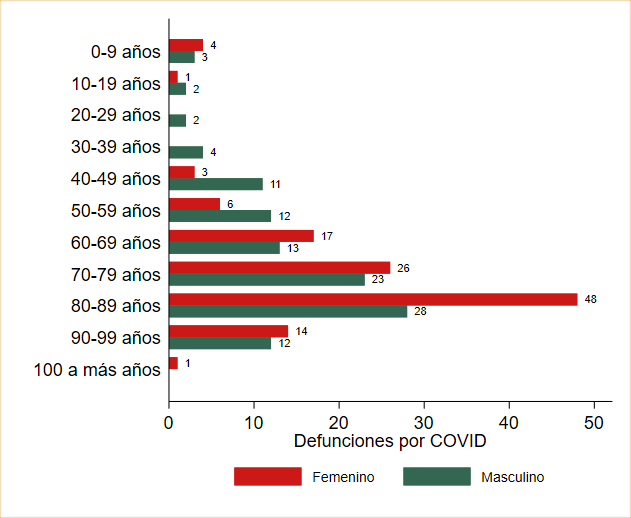 0-9 años
4
3
10-19 años
1
2
20-29 años
2
30-39 años
4
40-49 años
3
11
50-59 años
6
12
60-69 años
17
13
70-79 años
26
23
80-89 años
48
28
90-99 años
14
12
100 a más años
1
0 10 20 30 40 50
Defunciones por COVID
Femenino Masculino